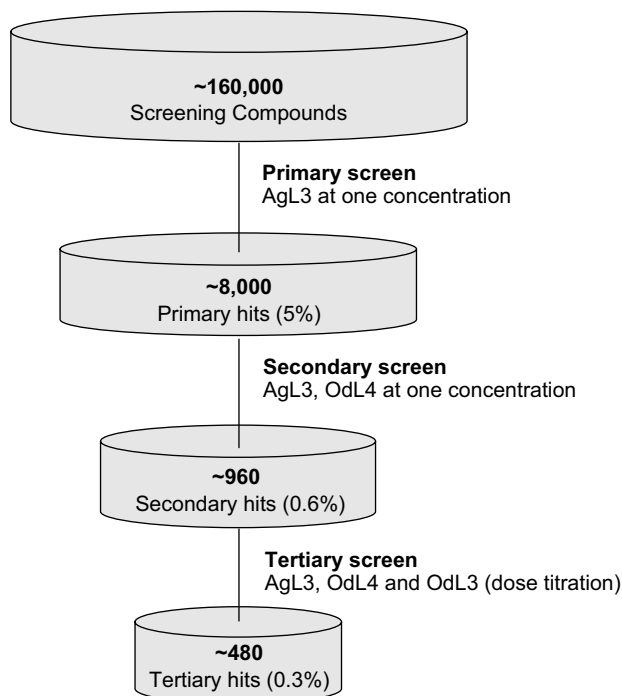 ~160,000
Screening Compounds
Primary screen
AgL3 at one concentration
~8,000
Primary hits (5%)
Secondary screen
AgL3, OdL4 at one concentration
~960
Secondary hits (0.6%)
Tertiary screen
AgL3, OdL4 and OdL3 (dose titration)
~480
Tertiary hits (0.3%)